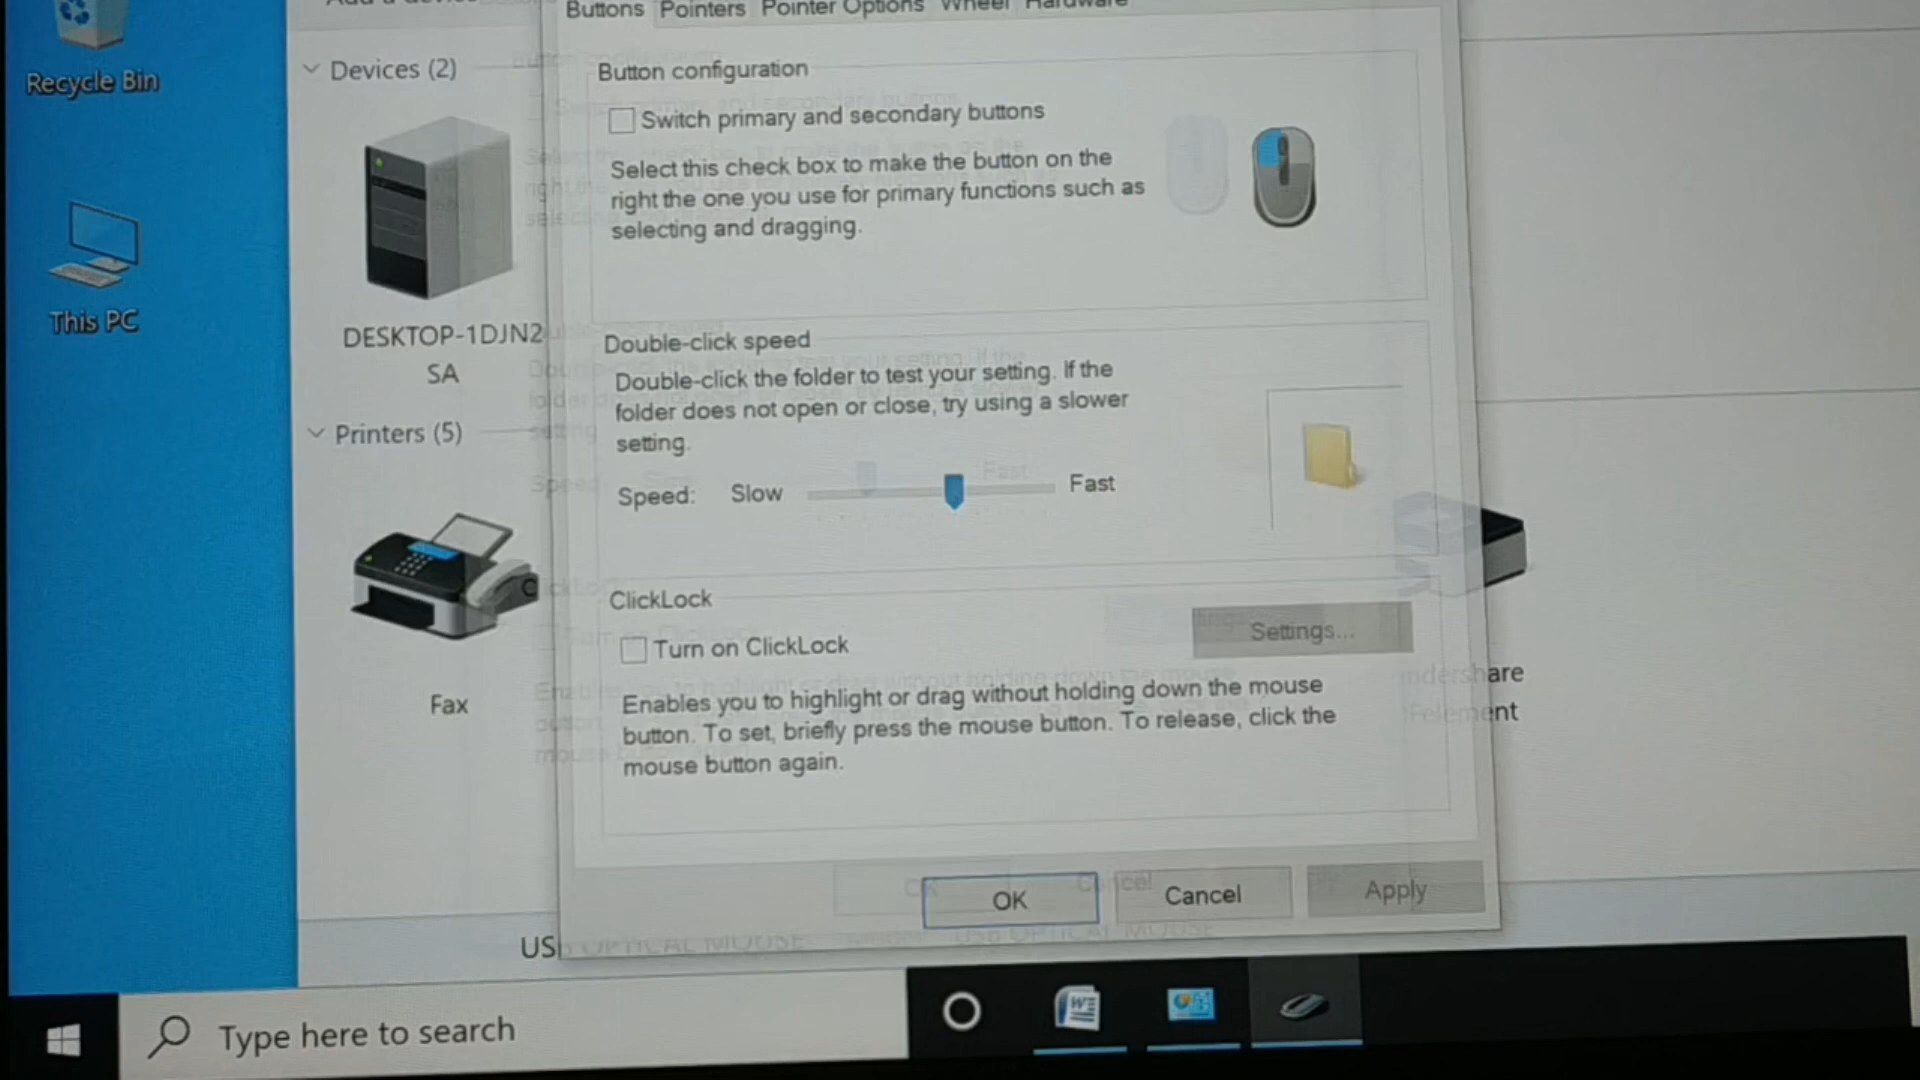 Buttons Pointers Pointer Options Wheel Hardware
Recycle Bin
Devices (2)
Button configuration
Switch primary and secondary buttons
Select this check box to make the button on the
right the one you use for primary functions such as
selecting and dragging.
This PC
DESKTOP-1DJN2
SA
Double-click speed
Double-click the folder to test your setting. If the
folder does not open or close, try using a slower
setting.
Printers (5)
Speed: Slow Fast
ClickLock
Turn on ClickLock
Settings...
Enables you to highlight or drag without holding down the mouse
button. To set, briefly press the mouse button. To release, click the
mouse button again.
Fax
OK Cancel Apply
USB OPTICAL MOUSE
Type here to search